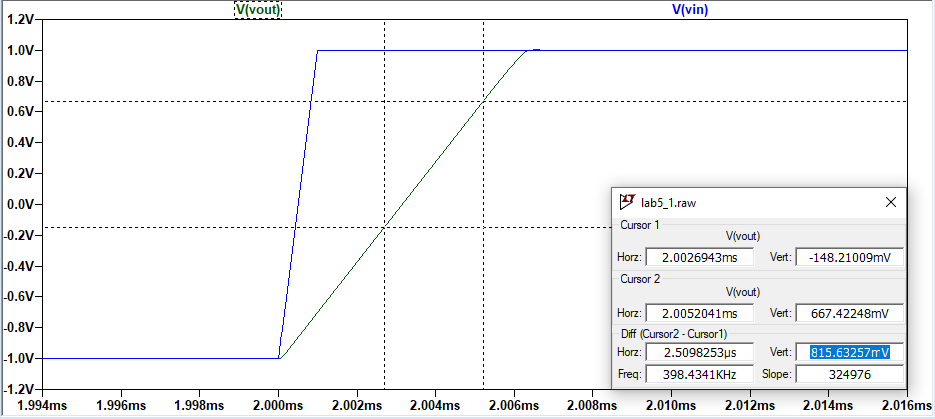 V(vout) V(vin)
1.2V
1.0V
0.8V
0.6V
0.4V
0.2V
0.0V
-0.2V
-0.4V
-0.6V
-0.8V
-1.0V
-1.2V
1.994ms 1.996ms 1.998ms 2.000ms 2.002ms 2.004ms 2.006ms 2.008ms 2.010ms 2.012ms 2.014ms 2.016ms
lab5_1.raw
Cursor 1
V(vout)
Horz: 2.0026943ms Vert: -148.21009mV
Cursor 2
V(vout)
Horz: 2.0052041ms Vert: 667.42248mV
Diff (Cursor2 - Cursor1)
Horz: 2.5098253µs Vert: 815.63257mV
Freq: 398.4341KHz Slope: 324976